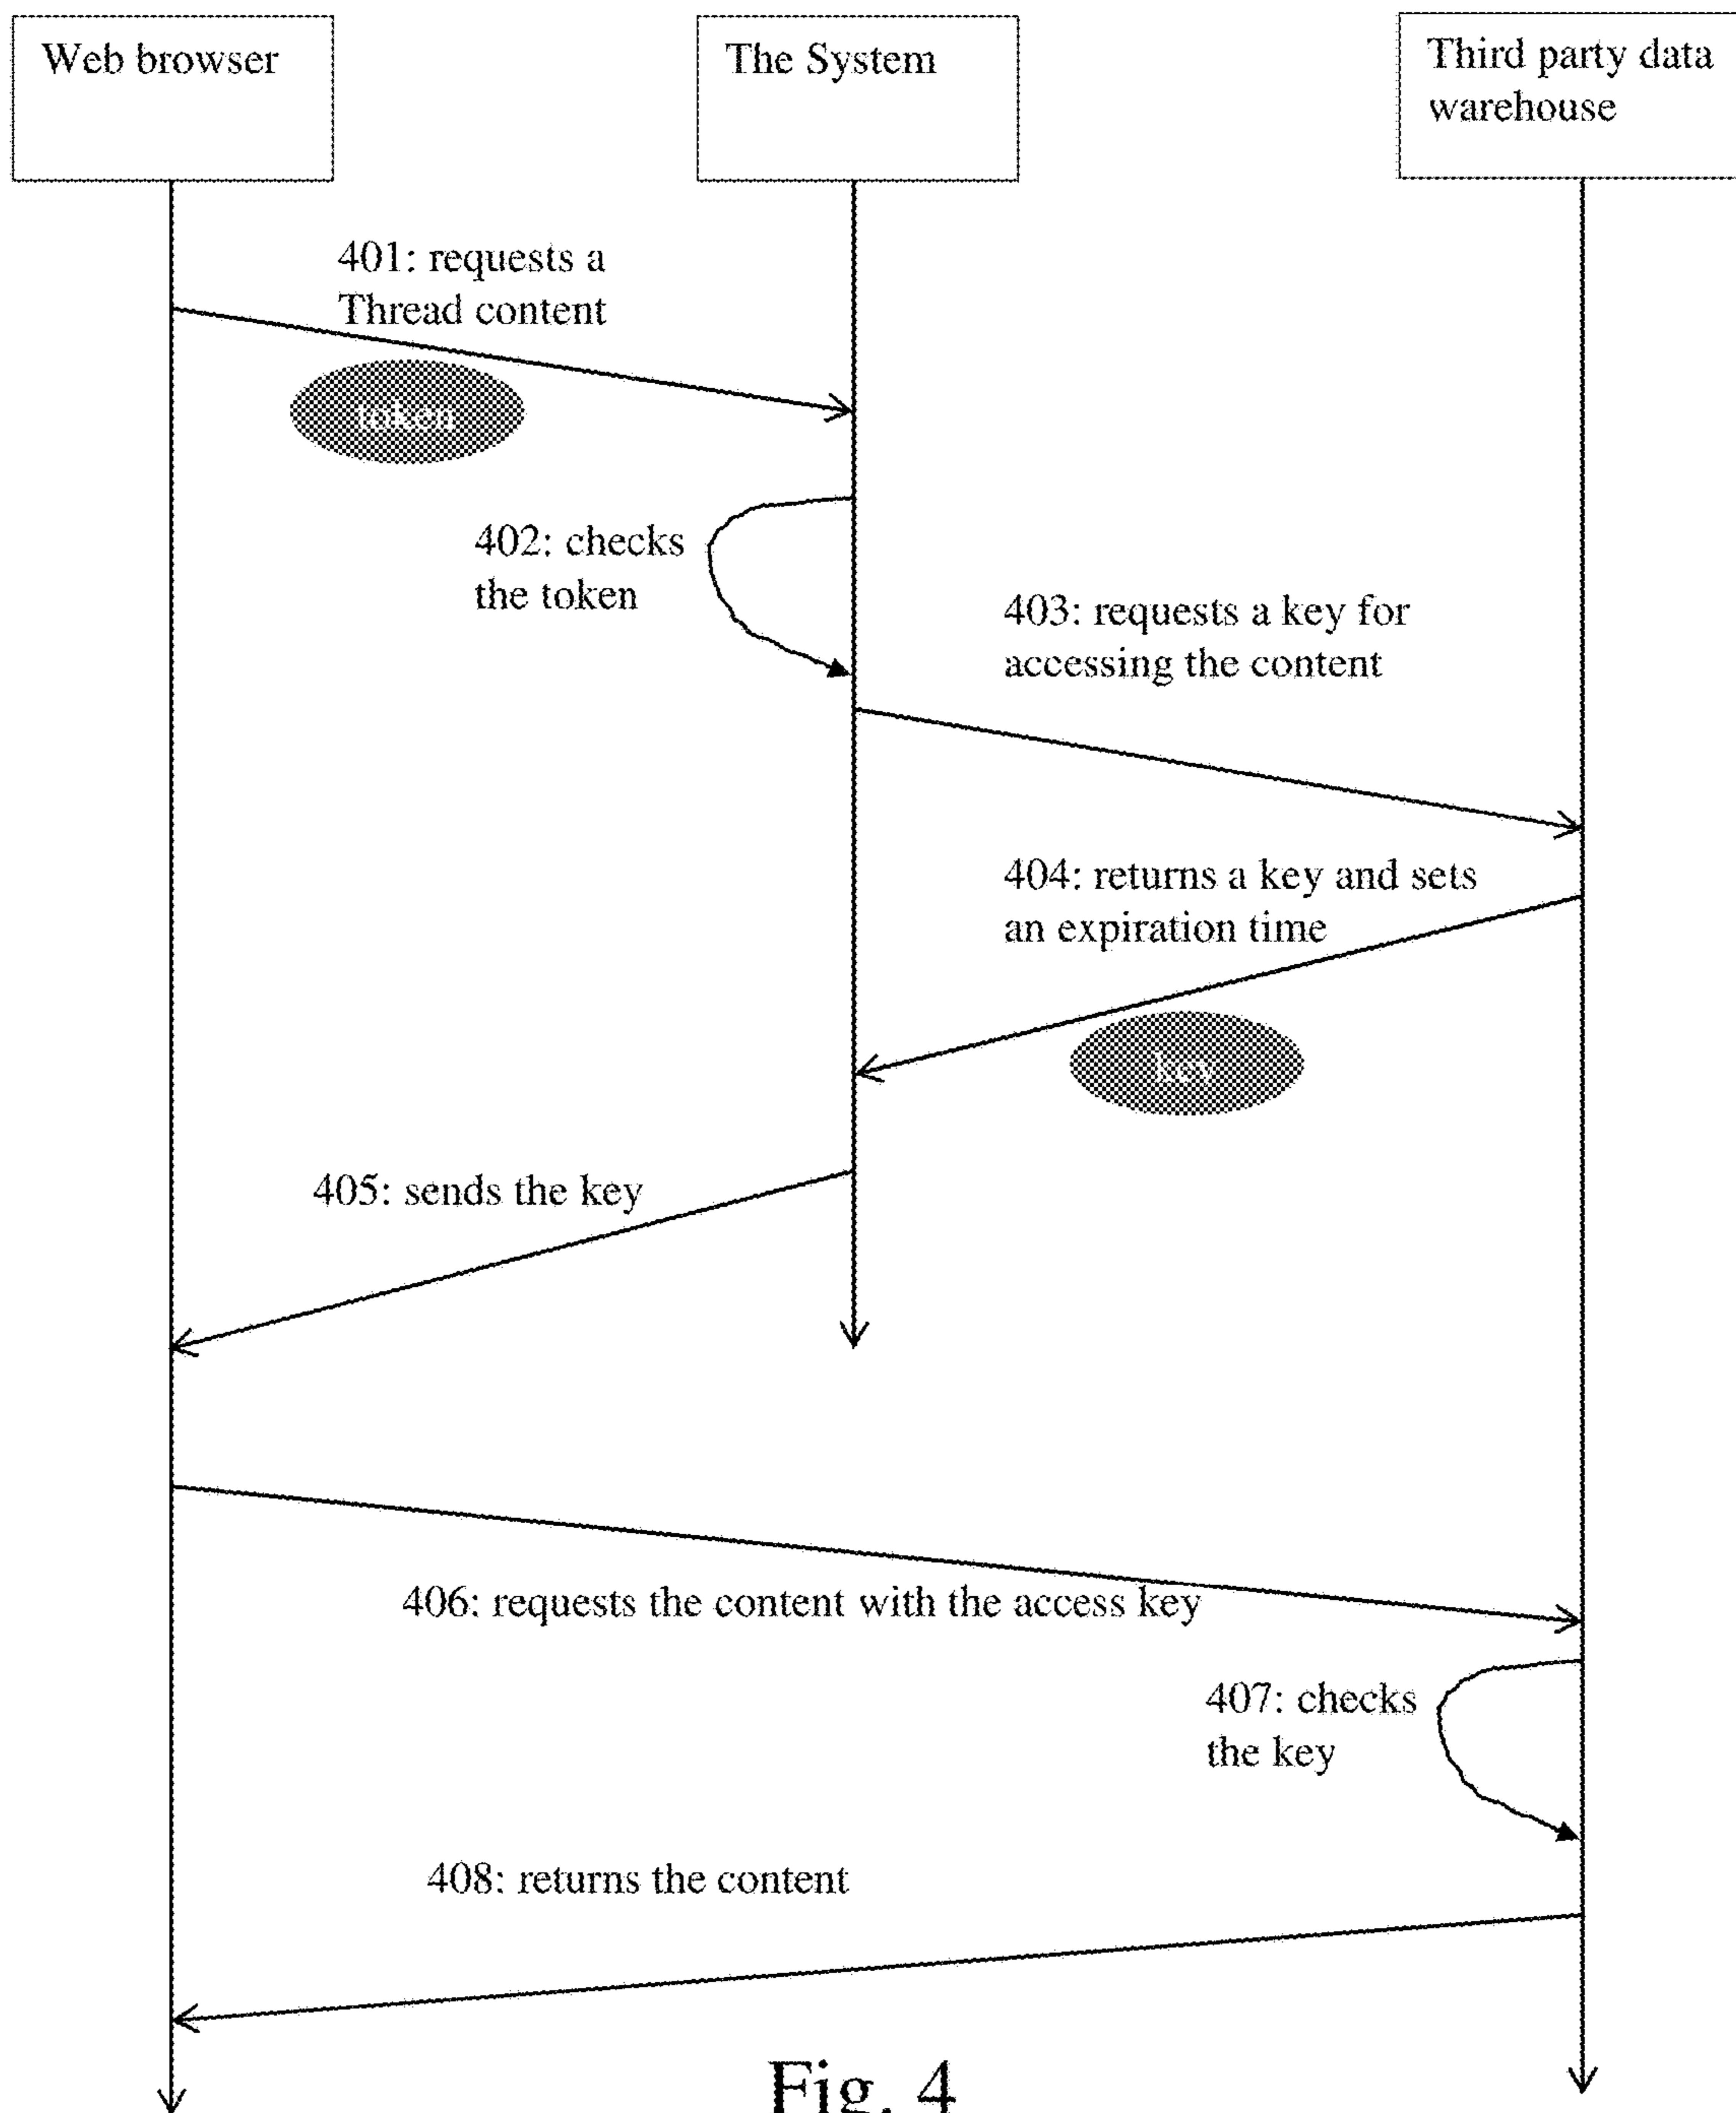 Web browser
The System
Third party data
warehouse
401: requests a
Thread content
token
402: checks
the token
403: requests a key for
accessing the content
404: returns a key and sets
an expiration time
key
405: sends the key
406: requests the content with the access key
407: checks
the key
408: returns the content
Fig. 4